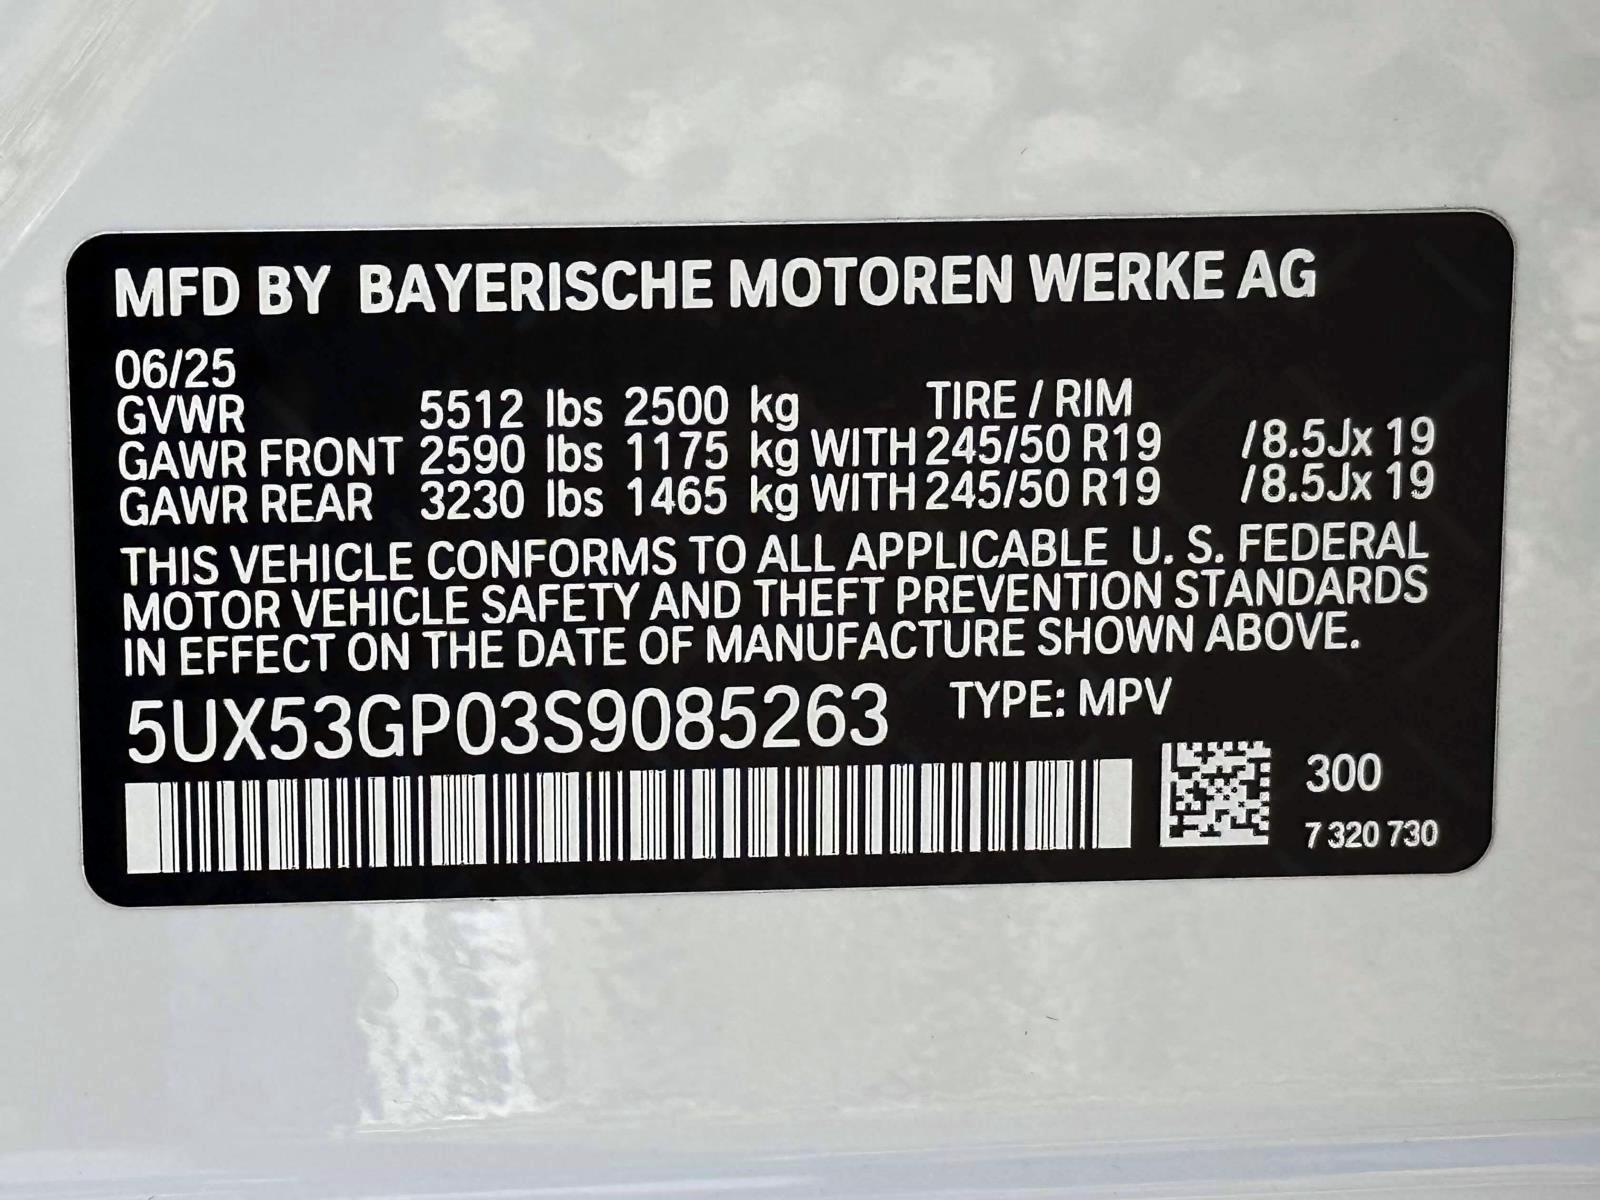 MFD BY BAYERISCHE MOTOREN WERKE AG
06/25
GVWR 5512 lbs 2500 kg TIRE / RIM
GAWR FRONT 2590 lbs 1175 kg WITH 245/50 R19 /8.5Jx 19
GAWR REAR 3230 lbs 1465 kg WITH 245/50 R19 /8.5Jx 19
THIS VEHICLE CONFORMS TO ALL APPLICABLE U. S. FEDERAL
MOTOR VEHICLE SAFETY AND THEFT PREVENTION STANDARDS
IN EFFECT ON THE DATE OF MANUFACTURE SHOWN ABOVE.
5UX53GP03S9085263 TYPE: MPV
300
7 320 730